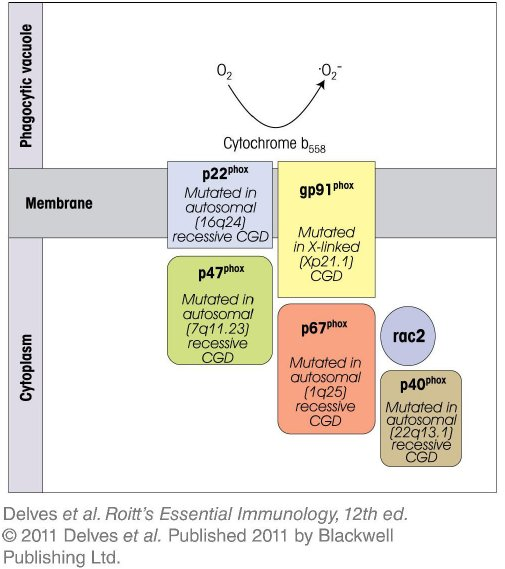 Phagocytic vacuole
O₂
·O₂⁻
Cytochrome b₅₅₈
Membrane
p22ᵖʰᵒˣ
Mutated in
autosomal
(16q24)
recessive CGD
gp91ᵖʰᵒˣ
Mutated
in X-linked
(Xp21.1)
CGD
Cytoplasm
p47ᵖʰᵒˣ
Mutated in
autosomal
(7q11.23)
recessive
CGD
p67ᵖʰᵒˣ
Mutated in
autosomal
(1q25)
recessive
CGD
rac2
p40ᵖʰᵒˣ
Mutated in
autosomal
(22q13.1)
recessive
CGD
Delves et al. Roitt's Essential Immunology, 12th ed.
© 2011 Delves et al. Published 2011 by Blackwell
Publishing Ltd.